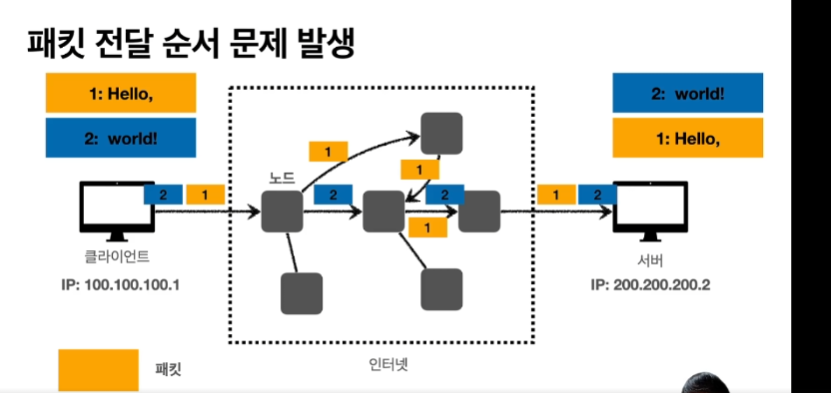 패킷 전달 순서 문제 발생
1: Hello,
2: world!
2: world!
1: Hello,
노드
1
1
2
1
2
2
1
1
2
클라이언트
IP: 100.100.100.1
서버
IP: 200.200.200.2
인터넷
패킷